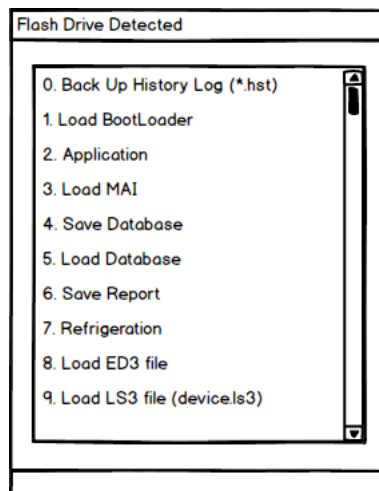 Flash Drive Detected
0. Back Up History Log (*.hst)
1. Load BootLoader
2. Application
3. Load MAI
4. Save Database
5. Load Database
6. Save Report
7. Refrigeration
8. Load ED3 file
9. Load LS3 file (device.ls3)